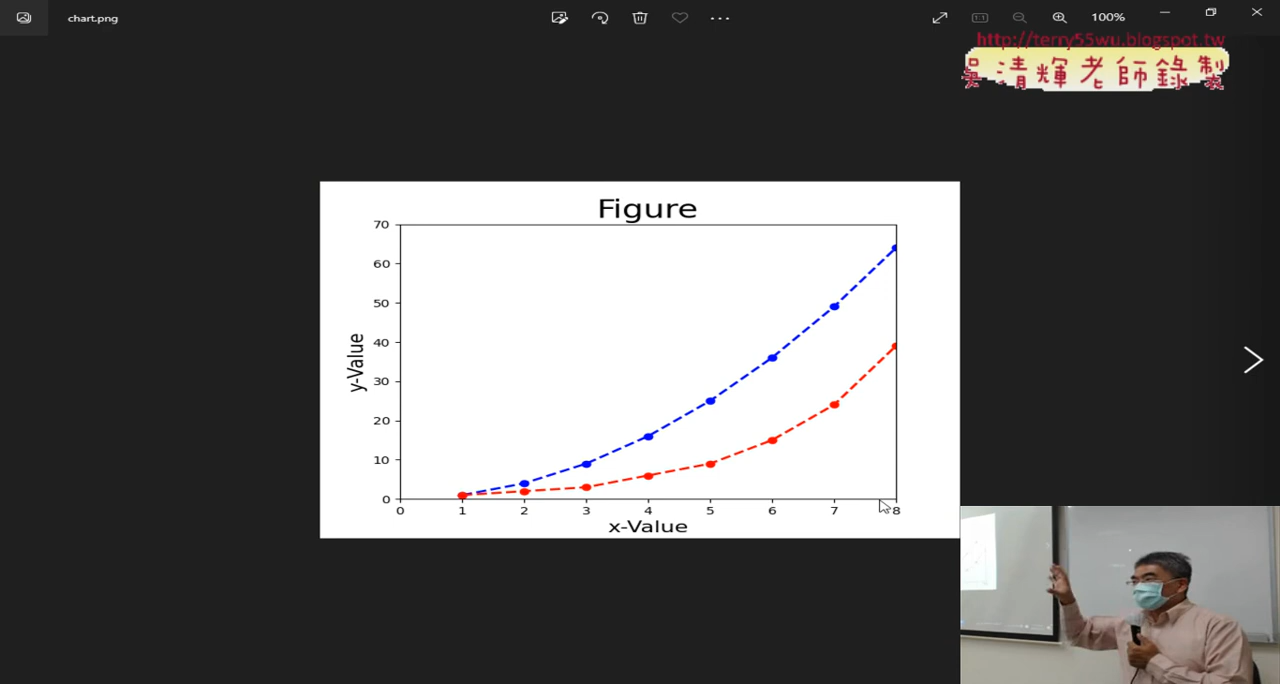 chart.png
100%
http://terry55wu.blogspot.tw
吳清輝老師錄製
Figure
70
60
50
40
30
20
10
0
y-Value
0 1 2 3 4 5 6 7 8
x-Value